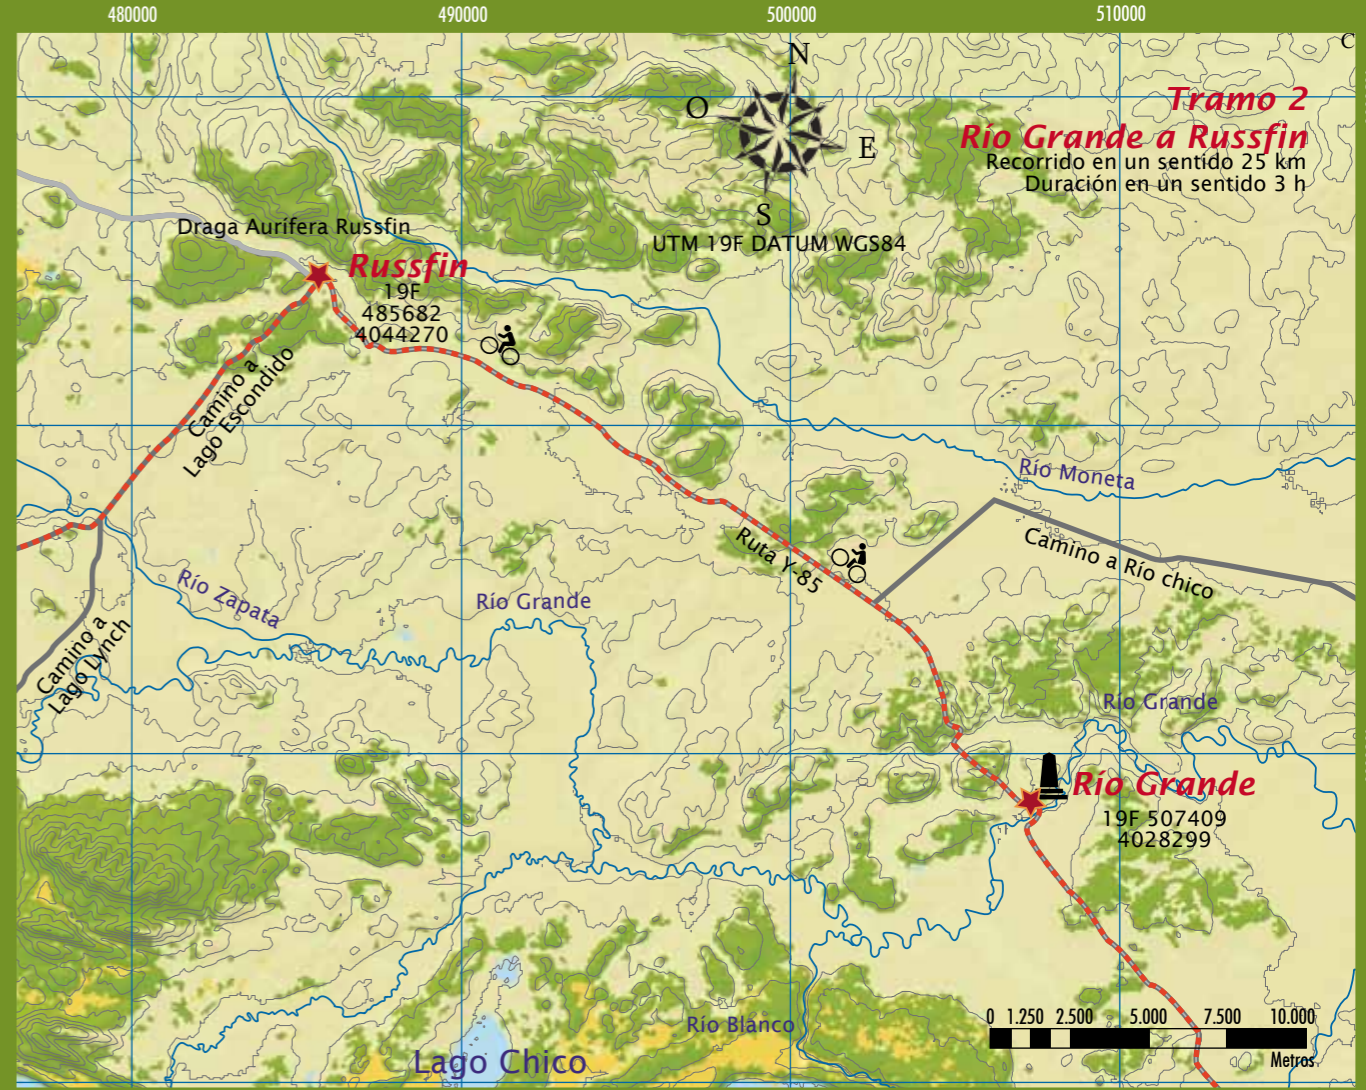 480000
490000
500000
510000
C
N
O
E
S
Tramo 2
Río Grande a Russfin
Recorrido en un sentido 25 km
Duración en un sentido 3 h
UTM 19F DATUM WGS84
Draga Aurífera Russfin
Russfin
19F
485682
4044270
Camino a
Lago Escondido
Río Moneta
Camino a Río chico
Ruta Y-85
Río Zapata
Río Grande
Camino a
Lago Lynch
Río Grande
Río Grande
19F 507409
4028299
Río Blanco
Lago Chico
0 1.250 2.500 5.000 7.500 10.000
Metros